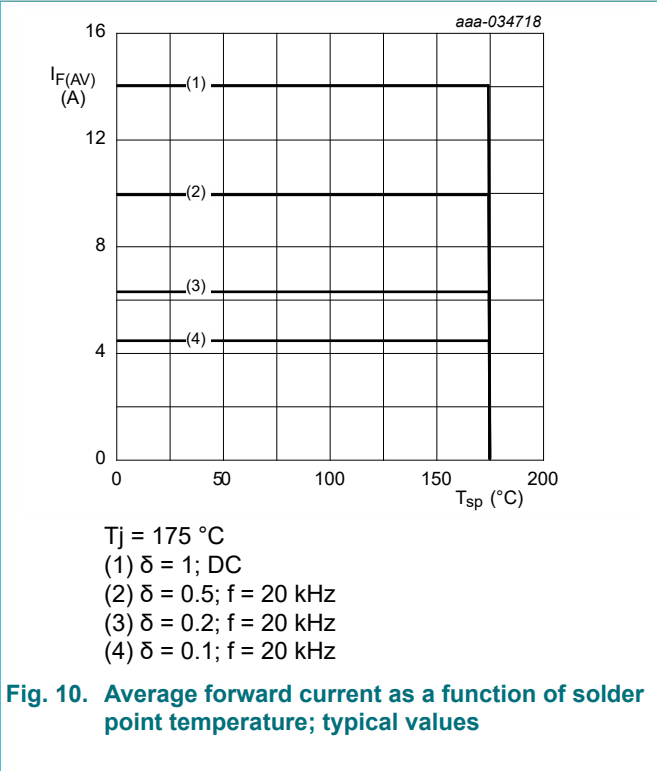 aaa-034718
16
I_F(AV)
(A)
(1)
12
(2)
8
(3)
(4)
4
0
0 50 100 150 200
T_sp (°C)
Tj = 175 °C
(1) δ = 1; DC
(2) δ = 0.5; f = 20 kHz
(3) δ = 0.2; f = 20 kHz
(4) δ = 0.1; f = 20 kHz
Fig. 10. Average forward current as a function of solder
point temperature; typical values